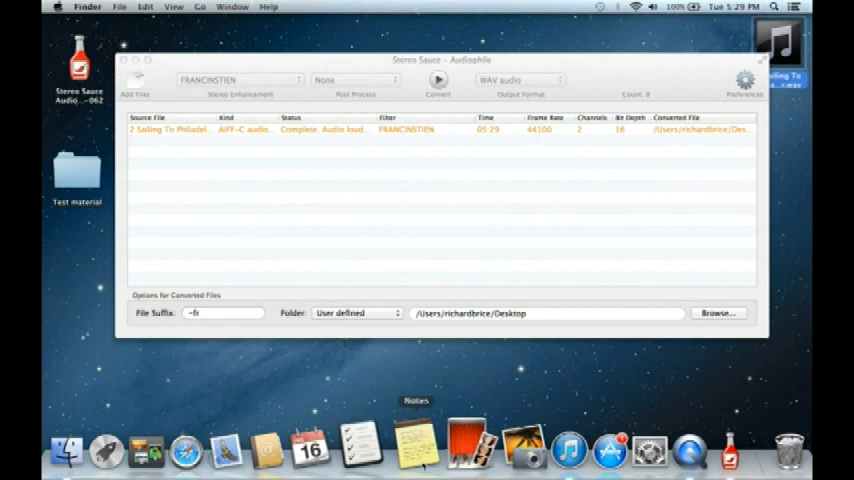 Finder File Edit View Go Window Help 100% Tue 5:29 PM
Stereo Sauce - Audiophile
FRANCINSTIEN None WAV audio
Add Files Stereo Enhancement Post Process Convert Output Format Count: 8 Preferences
Source File Kind Status Filter Time Frame Rate Channels Bit Depth Converted File
2 Sailing To Philadel... AIFF-C audio... Complete. Audio loud... FRANCINSTIEN 05:29 44100 2 16 /Users/richardbrice/Des...
Stereo Sauce
Audio...-062
iling To
r.wav
Test material
Options for Converted Files
File Suffix: -fr Folder: User defined /Users/richardbrice/Desktop Browse...
Notes
16
1